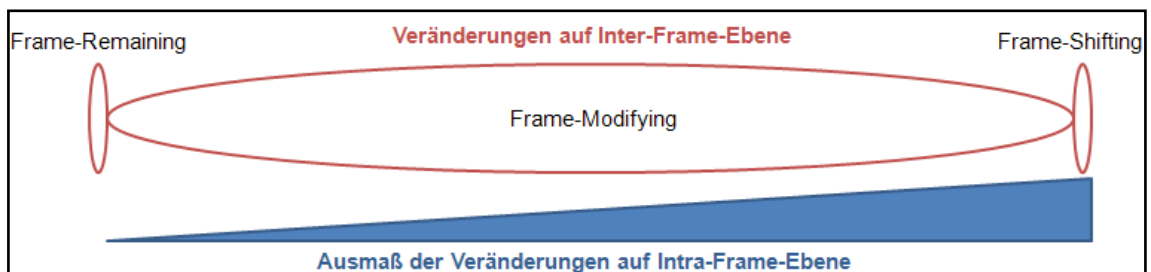 Veränderungen auf Inter-Frame-Ebene
Frame-Remaining
Frame-Shifting
Frame-Modifying
Ausmaß der Veränderungen auf Intra-Frame-Ebene